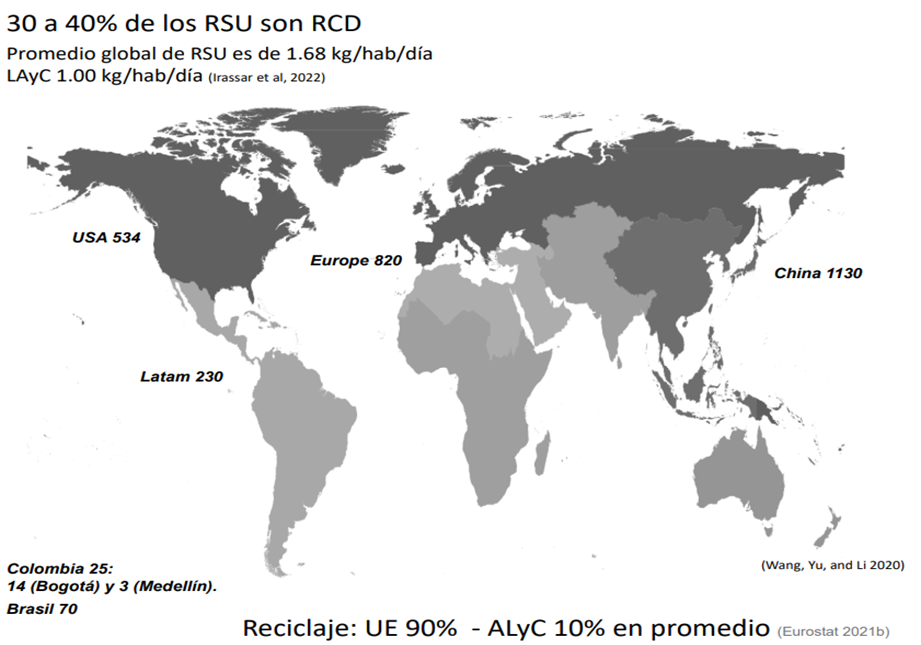 30 a 40% de los RSU son RCD
Promedio global de RSU es de 1.68 kg/hab/día
LAyC 1.00 kg/hab/día (Irassar et al, 2022)
USA 534
Europe 820
China 1130
Latam 230
Colombia 25:
14 (Bogotá) y 3 (Medellín).
Brasil 70
(Wang, Yu, and Li 2020)
Reciclaje: UE 90%  - ALyC 10% en promedio (Eurostat 2021b)